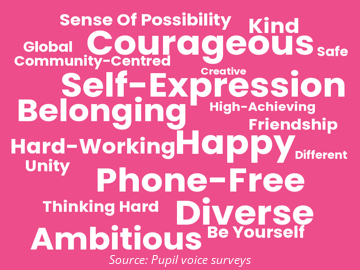 Sense Of Possibility
Kind
Global
Courageous
Safe
Community-Centred
Creative
Self-Expression
Belonging
High-Achieving
Friendship
Hard-Working
Happy
Different
Unity
Phone-Free
Thinking Hard
Diverse
Ambitious
Be Yourself
Source: Pupil voice surveys